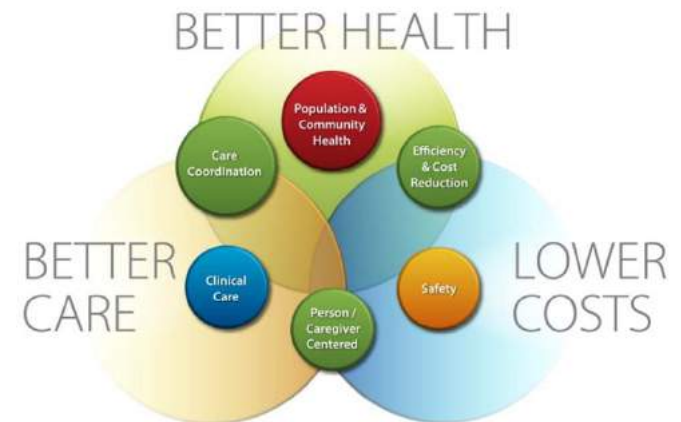 BETTER HEALTH
Population &
Community
Health
Care
Coordination
Efficiency
& Cost
Reduction
BETTER
CARE
Clinical
Care
Person /
Caregiver
Centered
Safety
LOWER
COSTS